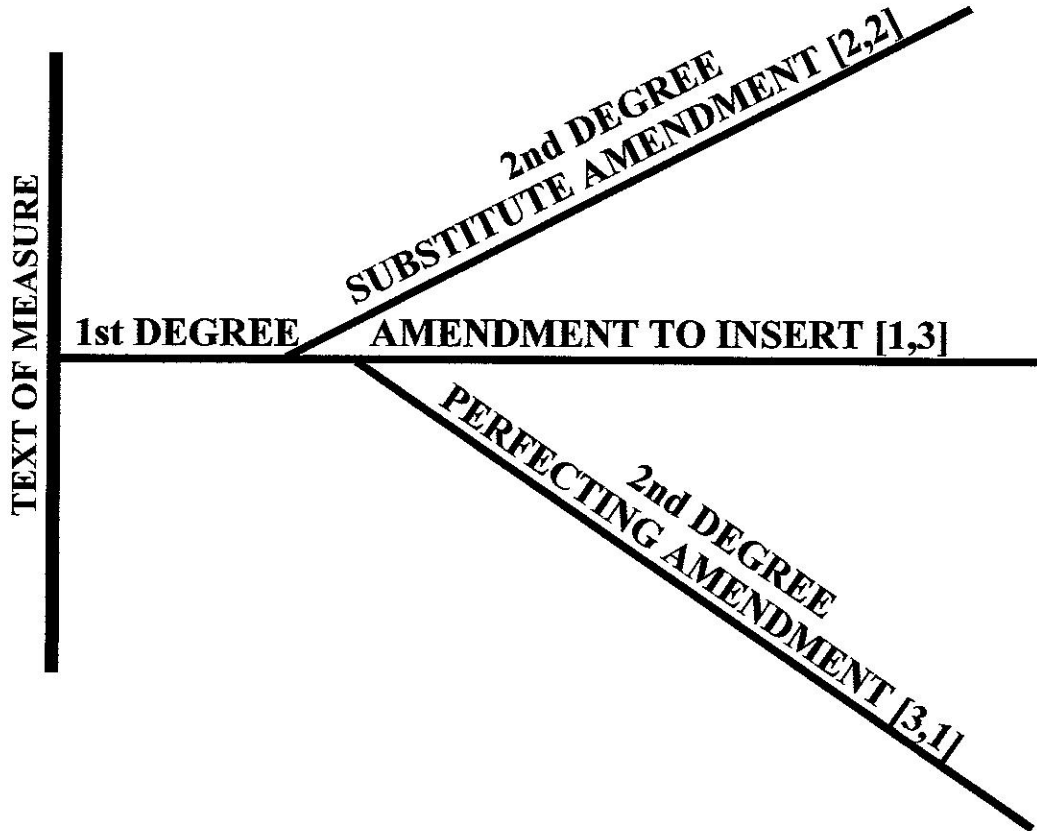 TEXT OF MEASURE
2nd DEGREE
SUBSTITUTE AMENDMENT [2,2]
1st DEGREE AMENDMENT TO INSERT [1,3]
2nd DEGREE
PERFECTING AMENDMENT [3,1]